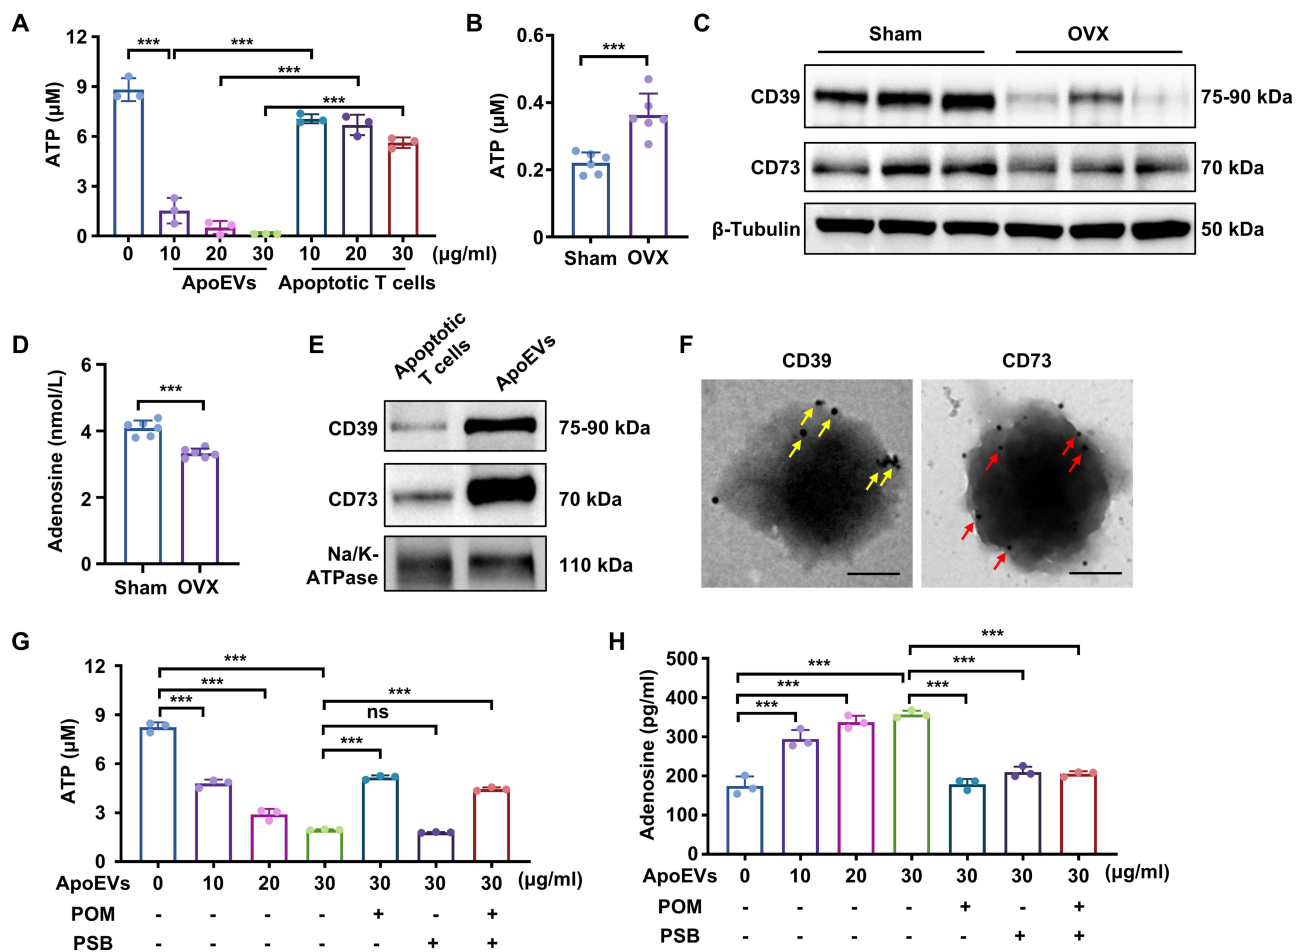 A
ATP (μM)
12
9
6
3
0
***
***
***
***
0 10 20 30 10 20 30 (μg/ml)
ApoEVs Apoptotic T cells
B
ATP (μM)
0.6
0.4
0.2
0
***
Sham OVX
C
Sham OVX
CD39 75-90 kDa
CD73 70 kDa
β-Tubulin 50 kDa
D
Adenosine (nmol/L)
6
4
2
0
***
Sham OVX
E
Apoptotic
T cells
ApoEVs
CD39 75-90 kDa
CD73 70 kDa
Na/K-
ATPase
110 kDa
F
CD39 CD73
G
ATP (μM)
12
9
6
3
0
***
***
***
***
ns
***
ApoEVs 0 10 20 30 30 30 30 (μg/ml)
POM - - - - + - +
PSB - - - - - + +
H
Adenosine (pg/ml)
500
400
300
200
100
0
***
***
***
***
***
***
ApoEVs 0 10 20 30 30 30 30 (μg/ml)
POM - - - - + - +
PSB - - - - - + +